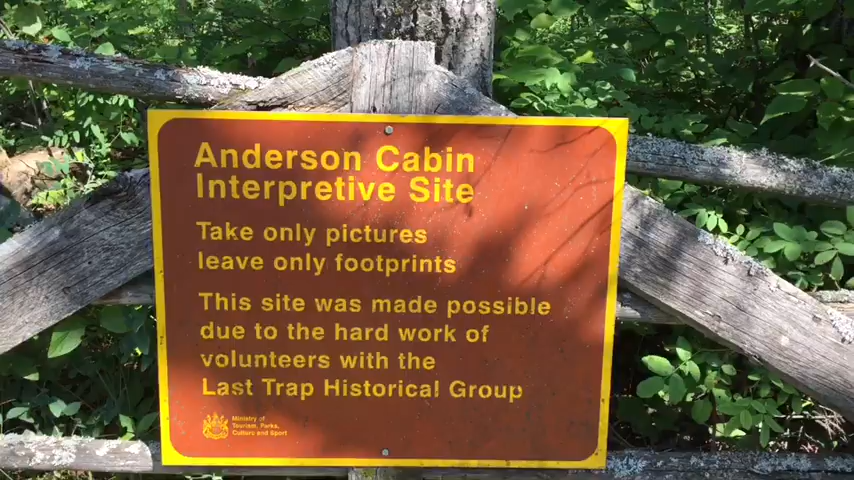 Anderson Cabin
Interpretive Site
Take only pictures
leave only footprints
This site was made possible
due to the hard work of
volunteers with the
Last Trap Historical Group
Ministry of
Tourism, Parks,
Culture and Sport